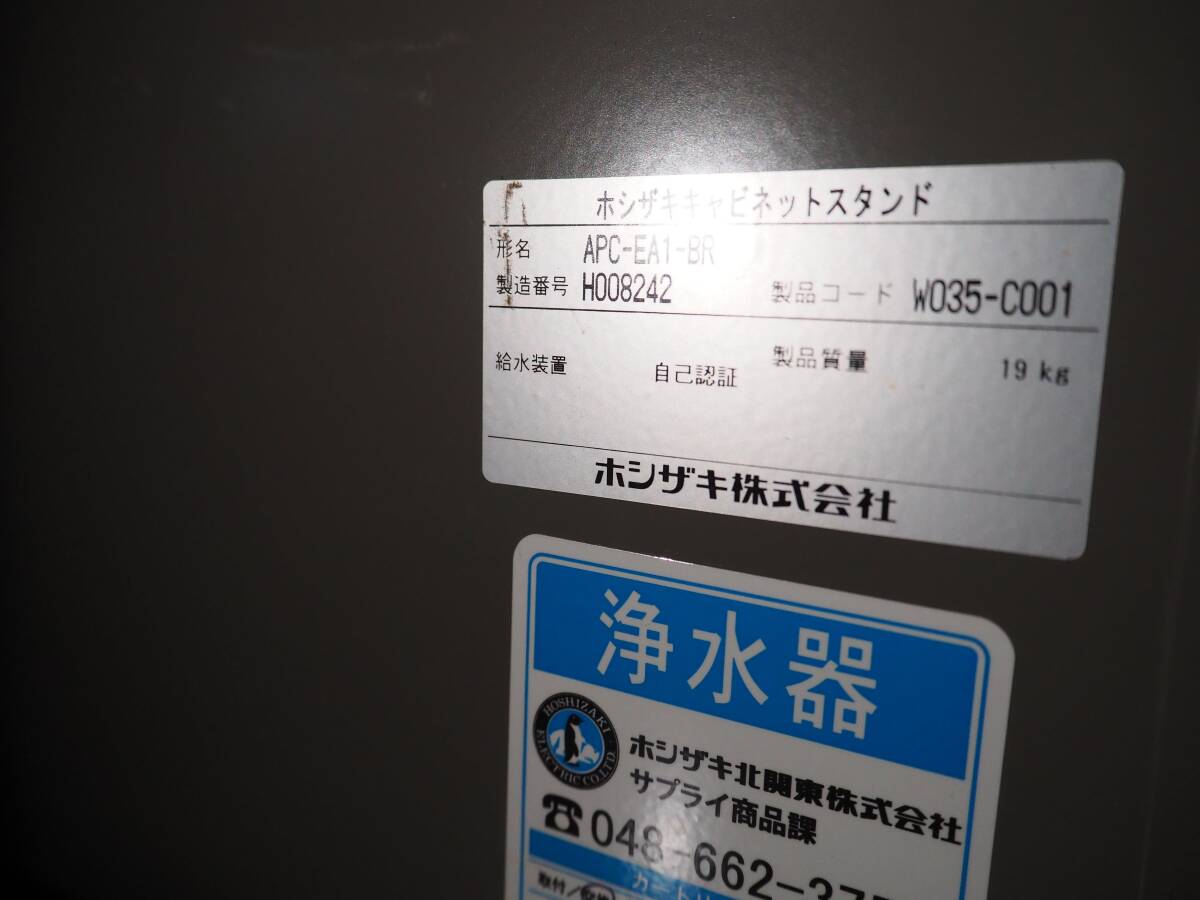 ホシザキキャビネットスタンド
形名 APC-EA1-BR
製造番号 H008242 製品コード W035-C001
給水装置 自己認証 製品質量 19 kg
ホシザキ株式会社
浄水器
HOSHIZAKI ELECTRIC CO.LTD.
ホシザキ北関東株式会社
サプライ商品課
☎048-662-37
取付